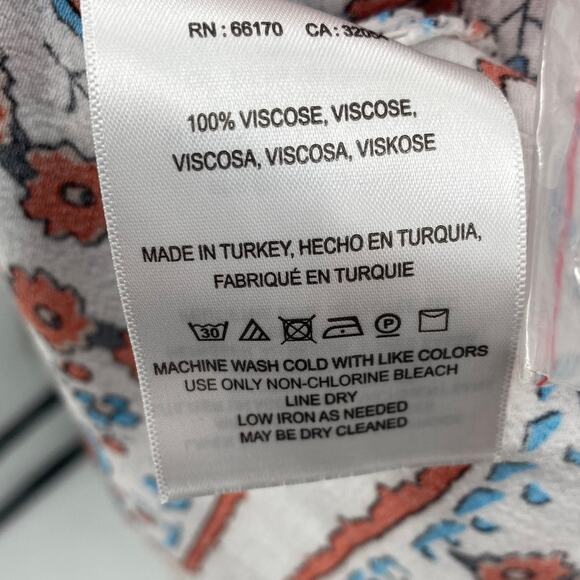 RN : 66170 CA :
100% VISCOSE, VISCOSE,
VISCOSA, VISCOSA, VISKOSE
MADE IN TURKEY, HECHO EN TURQUIA,
FABRIQUÉ EN TURQUIE
30 P
MACHINE WASH COLD WITH LIKE COLORS
USE ONLY NON-CHLORINE BLEACH
LINE DRY
LOW IRON AS NEEDED
MAY BE DRY CLEANED